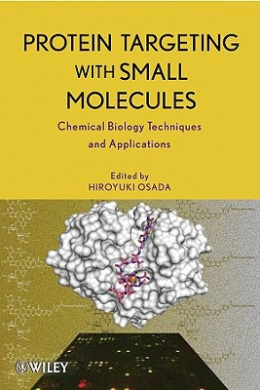 PROTEIN TARGETING
WITH SMALL
MOLECULES
Chemical Biology Techniques
and Applications
Edited by
HIROYUKI OSADA
WILEY